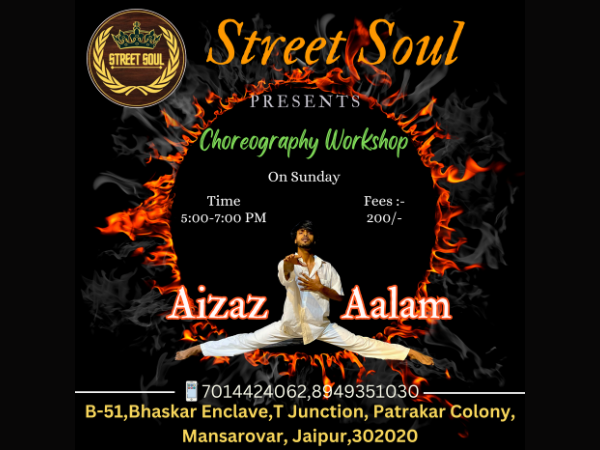 STREET SOUL
Street Soul
PRESENTS
Choreography Workshop
On Sunday
Time
5:00-7:00 PM
Fees :-
200/-
Aizaz Aalam
7014424062,8949351030
B-51,Bhaskar Enclave,T Junction, Patrakar Colony,
Mansarovar, Jaipur,302020